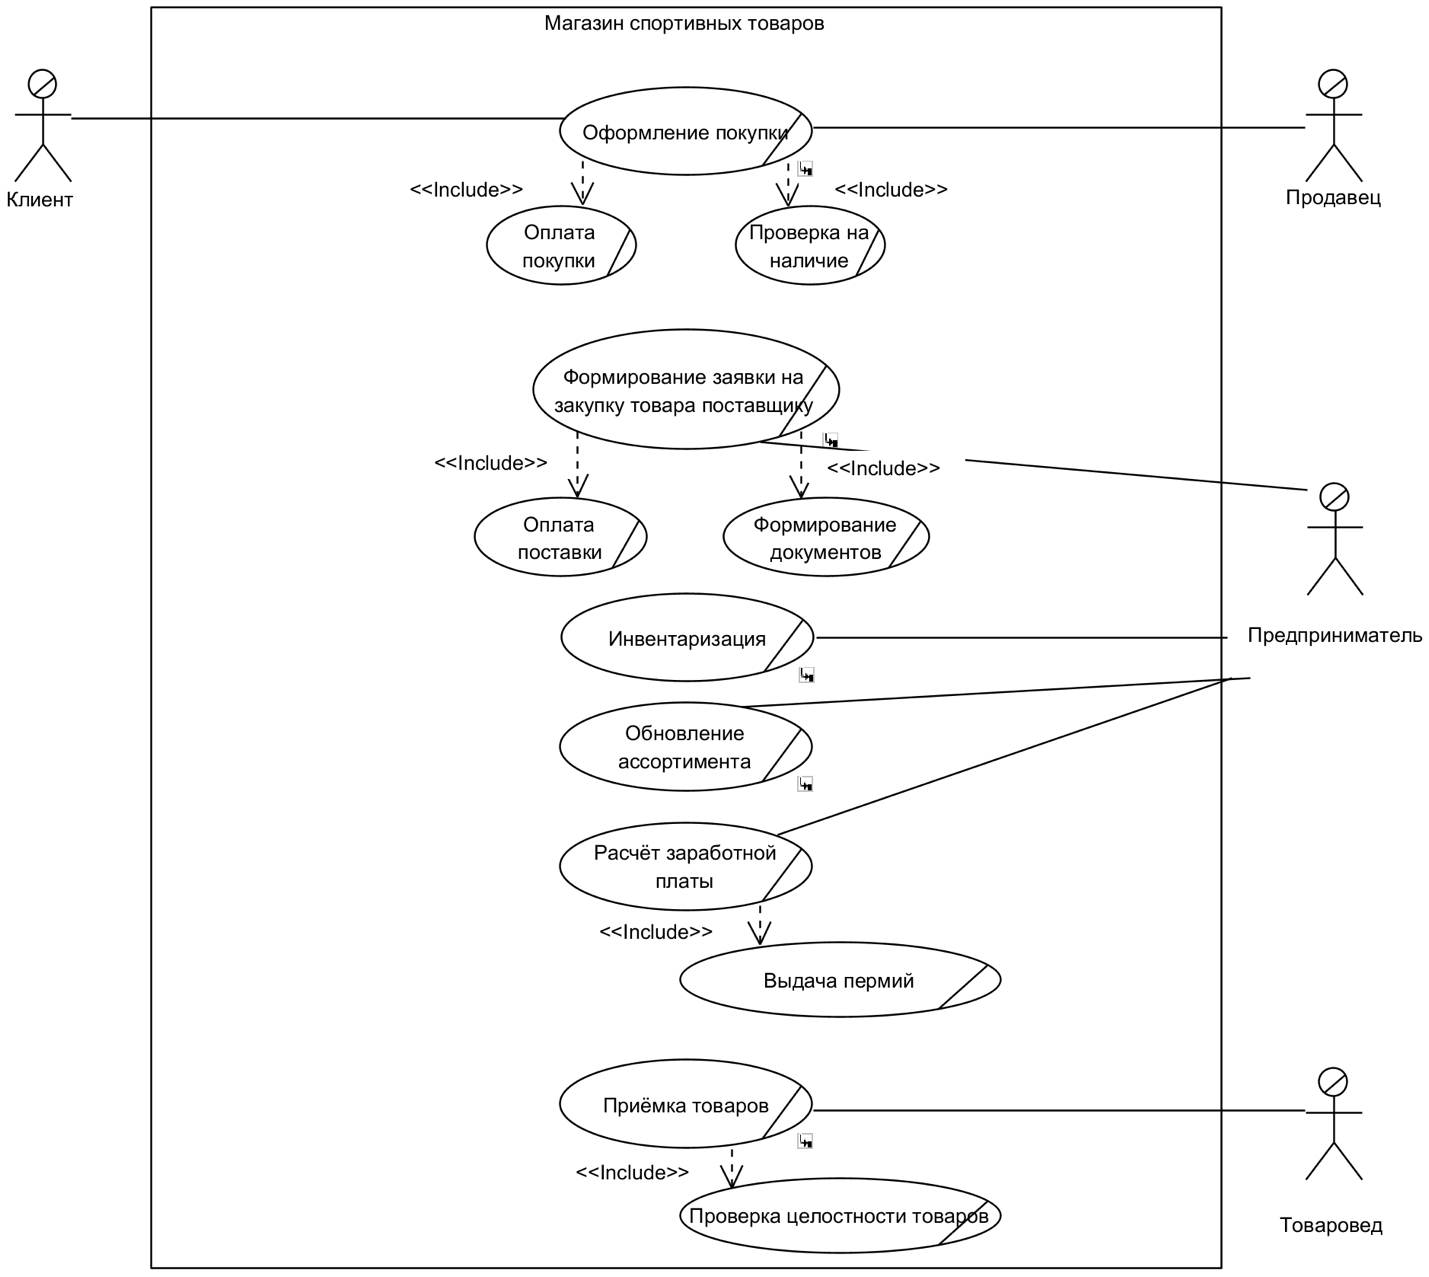 Магазин спортивных товаров
Клиент
Продавец
Оформление покупки
<<Include>>
<<Include>>
Оплата
покупки
Проверка на
наличие
Формирование заявки на
закупку товара поставщику
<<Include>>
<<Include>>
Оплата
поставки
Формирование
документов
Инвентаризация
Предприниматель
Обновление
ассортимента
Расчёт заработной
платы
<<Include>>
Выдача пермий
Приёмка товаров
<<Include>>
Проверка целостности товаров
Товаровед